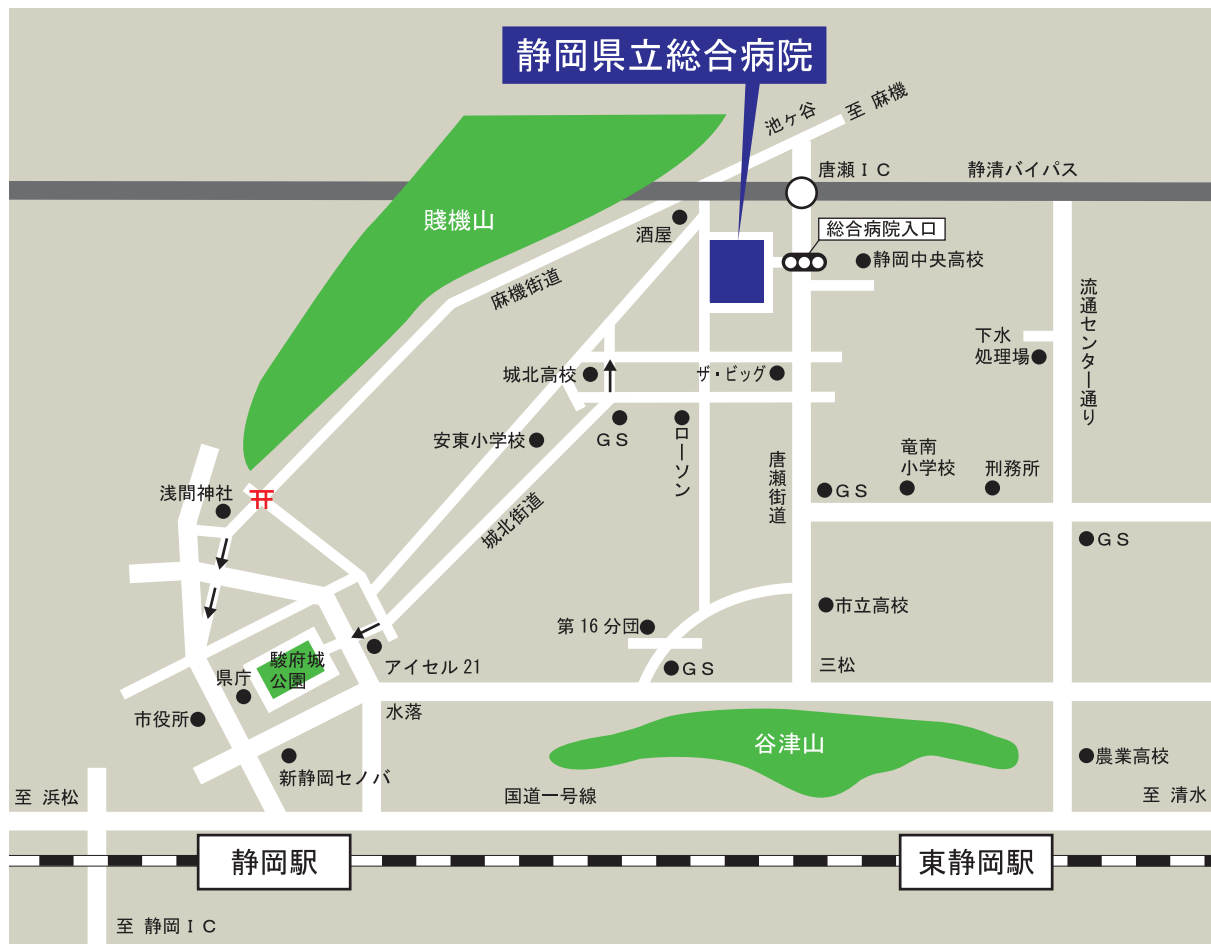 静岡県立総合病院
至 麻機
池ヶ谷
唐瀬ＩＣ
静清バイパス
賤機山
酒屋
総合病院入口
静岡中央高校
麻機街道
流通センター通り
下水
処理場
城北高校
ザ・ビッグ
ＧＳ
安東小学校
ローソン
唐瀬街道
竜南
小学校
刑務所
ＧＳ
浅間神社
城北街道
ＧＳ
市立高校
第16分団
ＧＳ
三松
駿府城
公園
アイセル21
県庁
市役所
水落
谷津山
新静岡セノバ
農業高校
至 浜松
国道一号線
至 清水
静岡駅
東静岡駅
至 静岡ＩＣ